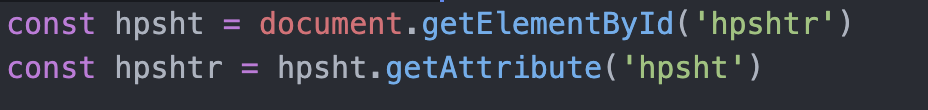 const hpsht = document.getElementById('hpshtr')
const hpshtr = hpsht.getAttribute('hpsht')